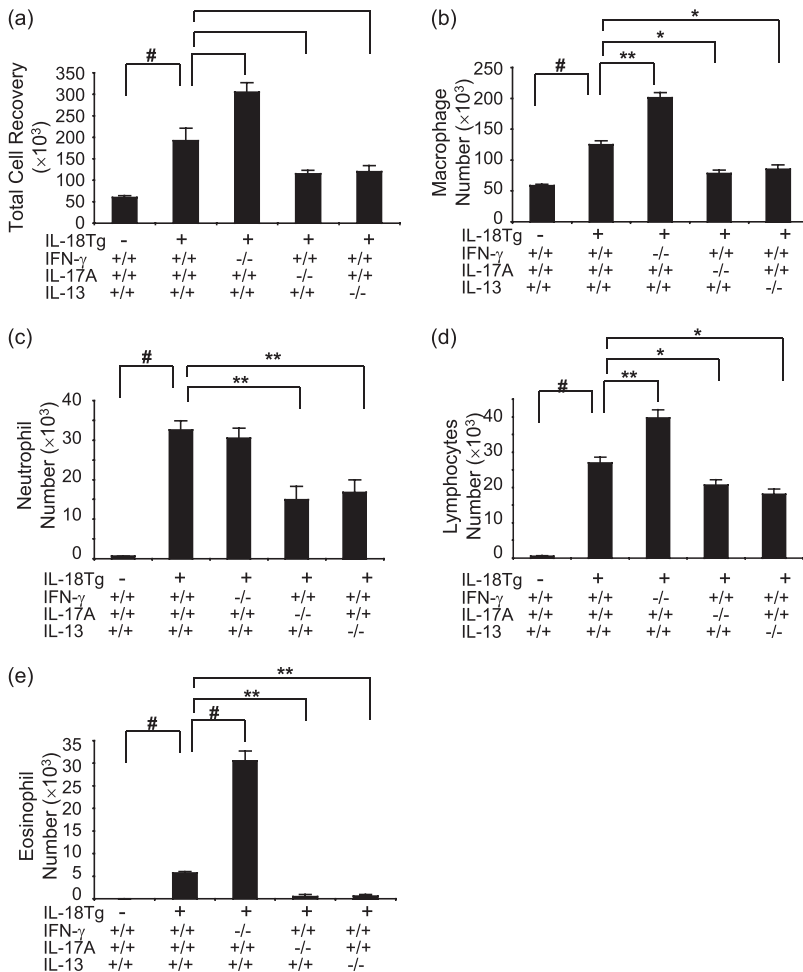 (a)
#
Total Cell Recovery
(×10³)
350
300
250
200
150
100
50
0
IL-18Tg - + + + +
IFN-γ +/+ +/+ -/- +/+ +/+
IL-17A +/+ +/+ +/+ -/- +/+
IL-13 +/+ +/+ +/+ +/+ -/-
(b)
*
*
# **
Macrophage
Number (×10³)
250
200
150
100
50
0
IL-18Tg - + + + +
IFN-γ +/+ +/+ -/- +/+ +/+
IL-17A +/+ +/+ +/+ -/- +/+
IL-13 +/+ +/+ +/+ +/+ -/-
(c)
# **
**
Neutrophil
Number (×10³)
40
30
20
10
0
IL-18Tg - + + + +
IFN-γ +/+ +/+ -/- +/+ +/+
IL-17A +/+ +/+ +/+ -/- +/+
IL-13 +/+ +/+ +/+ +/+ -/-
(d)
*
*
# **
Lymphocytes
Number (×10³)
40
30
20
10
0
IL-18Tg - + + + +
IFN-γ +/+ +/+ -/- +/+ +/+
IL-17A +/+ +/+ +/+ -/- +/+
IL-13 +/+ +/+ +/+ +/+ -/-
(e)
**
**
# #
Eosinophil
Number (×10³)
35
25
15
10
5
0
IL-18Tg - + + + +
IFN-γ +/+ +/+ -/- +/+ +/+
IL-17A +/+ +/+ +/+ -/- +/+
IL-13 +/+ +/+ +/+ +/+ -/-